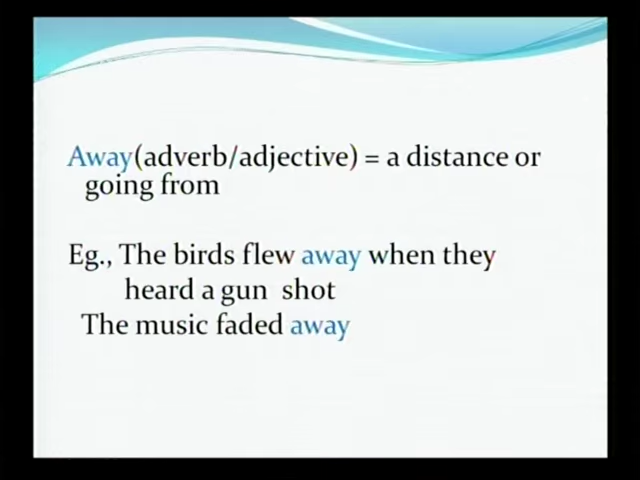 Away(adverb/adjective) = a distance or
going from
Eg., The birds flew away when they
heard a gun shot
The music faded away